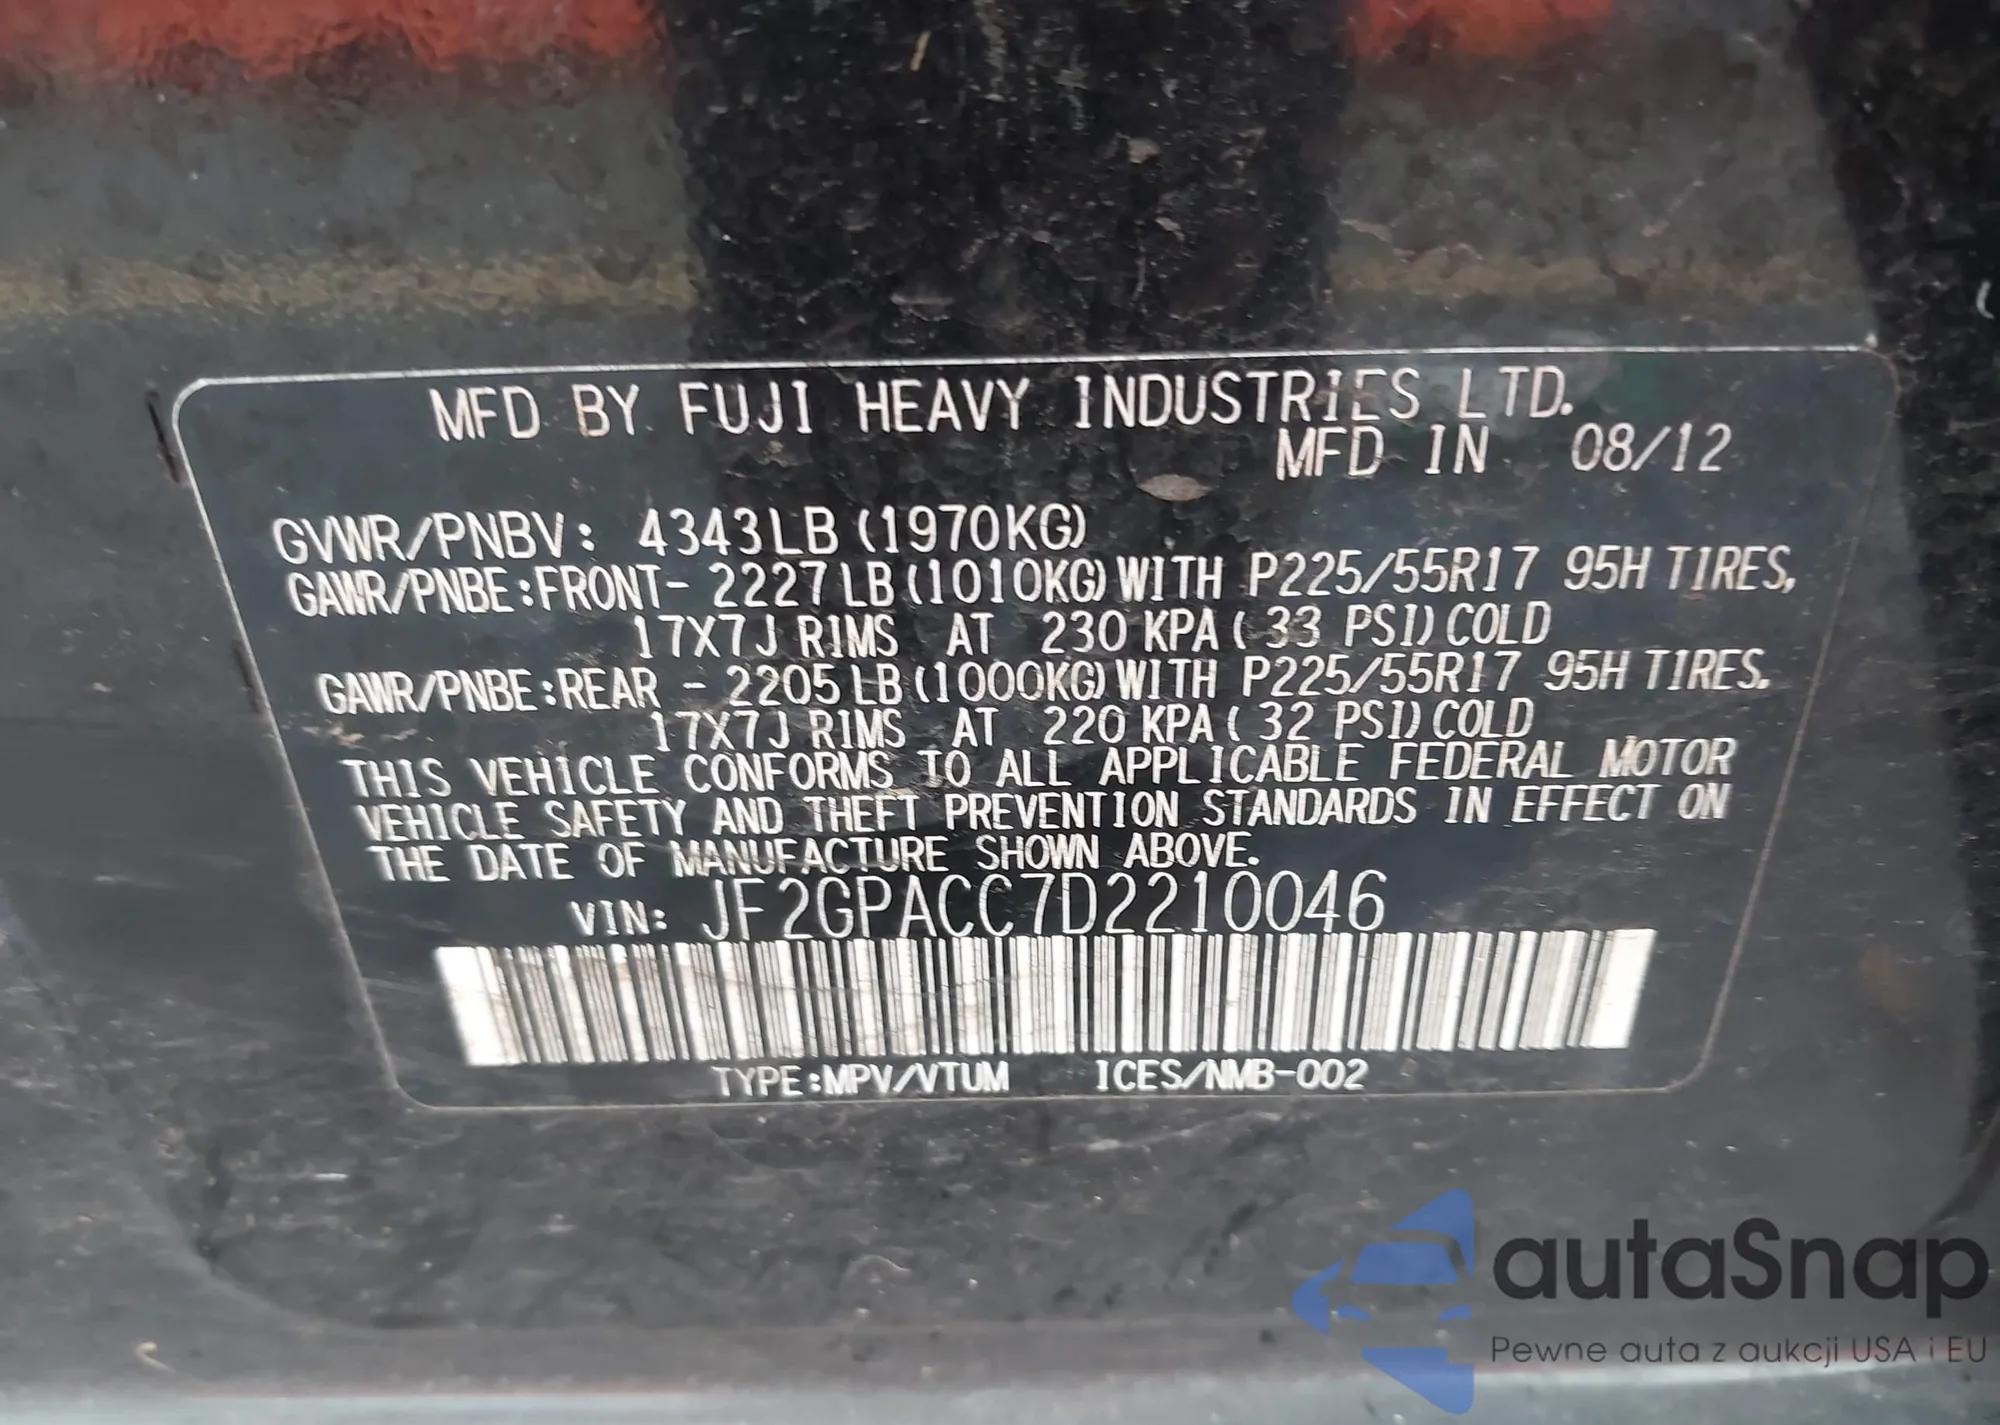 MFD BY FUJI HEAVY INDUSTRIES LTD.
MFD IN 08/12
GVWR/PNBV: 4343LB (1970KG)
GAWR/PNBE:FRONT- 2227LB (1010KG) WITH P225/55R17 95H TIRES,
17X7J RIMS AT 230 KPA ( 33 PSI) COLD
GAWR/PNBE:REAR - 2205LB (1000KG) WITH P225/55R17 95H TIRES.
17X7J RIMS AT 220 KPA ( 32 PSI) COLD
THIS VEHICLE CONFORMS TO ALL APPLICABLE FEDERAL MOTOR
VEHICLE SAFETY AND THEFT PREVENTION STANDARDS IN EFFECT ON
THE DATE OF MANUFACTURE SHOWN ABOVE.
VIN: JF2GPACC7D2210046
TYPE:MPV/VTUM ICES/NMB-002
autaSnap
Pewne auta z aukcji USA i EU